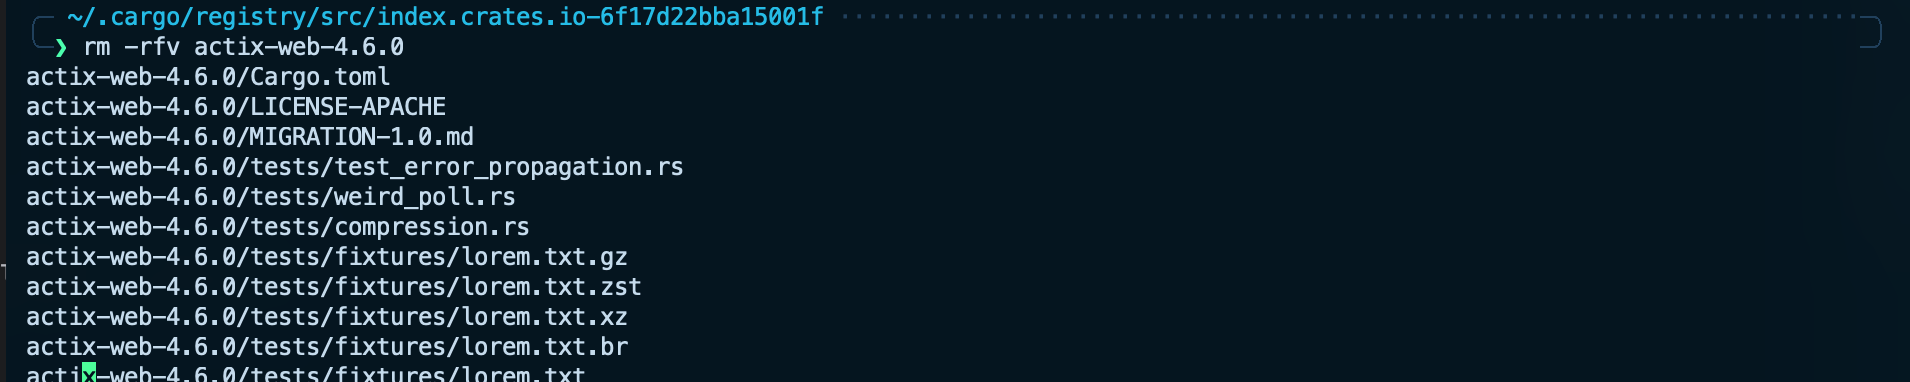 ~/.cargo/registry/src/index.crates.io-6f17d22bba15001f
❯ rm -rfv actix-web-4.6.0
actix-web-4.6.0/Cargo.toml
actix-web-4.6.0/LICENSE-APACHE
actix-web-4.6.0/MIGRATION-1.0.md
actix-web-4.6.0/tests/test_error_propagation.rs
actix-web-4.6.0/tests/weird_poll.rs
actix-web-4.6.0/tests/compression.rs
actix-web-4.6.0/tests/fixtures/lorem.txt.gz
actix-web-4.6.0/tests/fixtures/lorem.txt.zst
actix-web-4.6.0/tests/fixtures/lorem.txt.xz
actix-web-4.6.0/tests/fixtures/lorem.txt.br
actix-web-4.6.0/tests/fixtures/lorem.txt